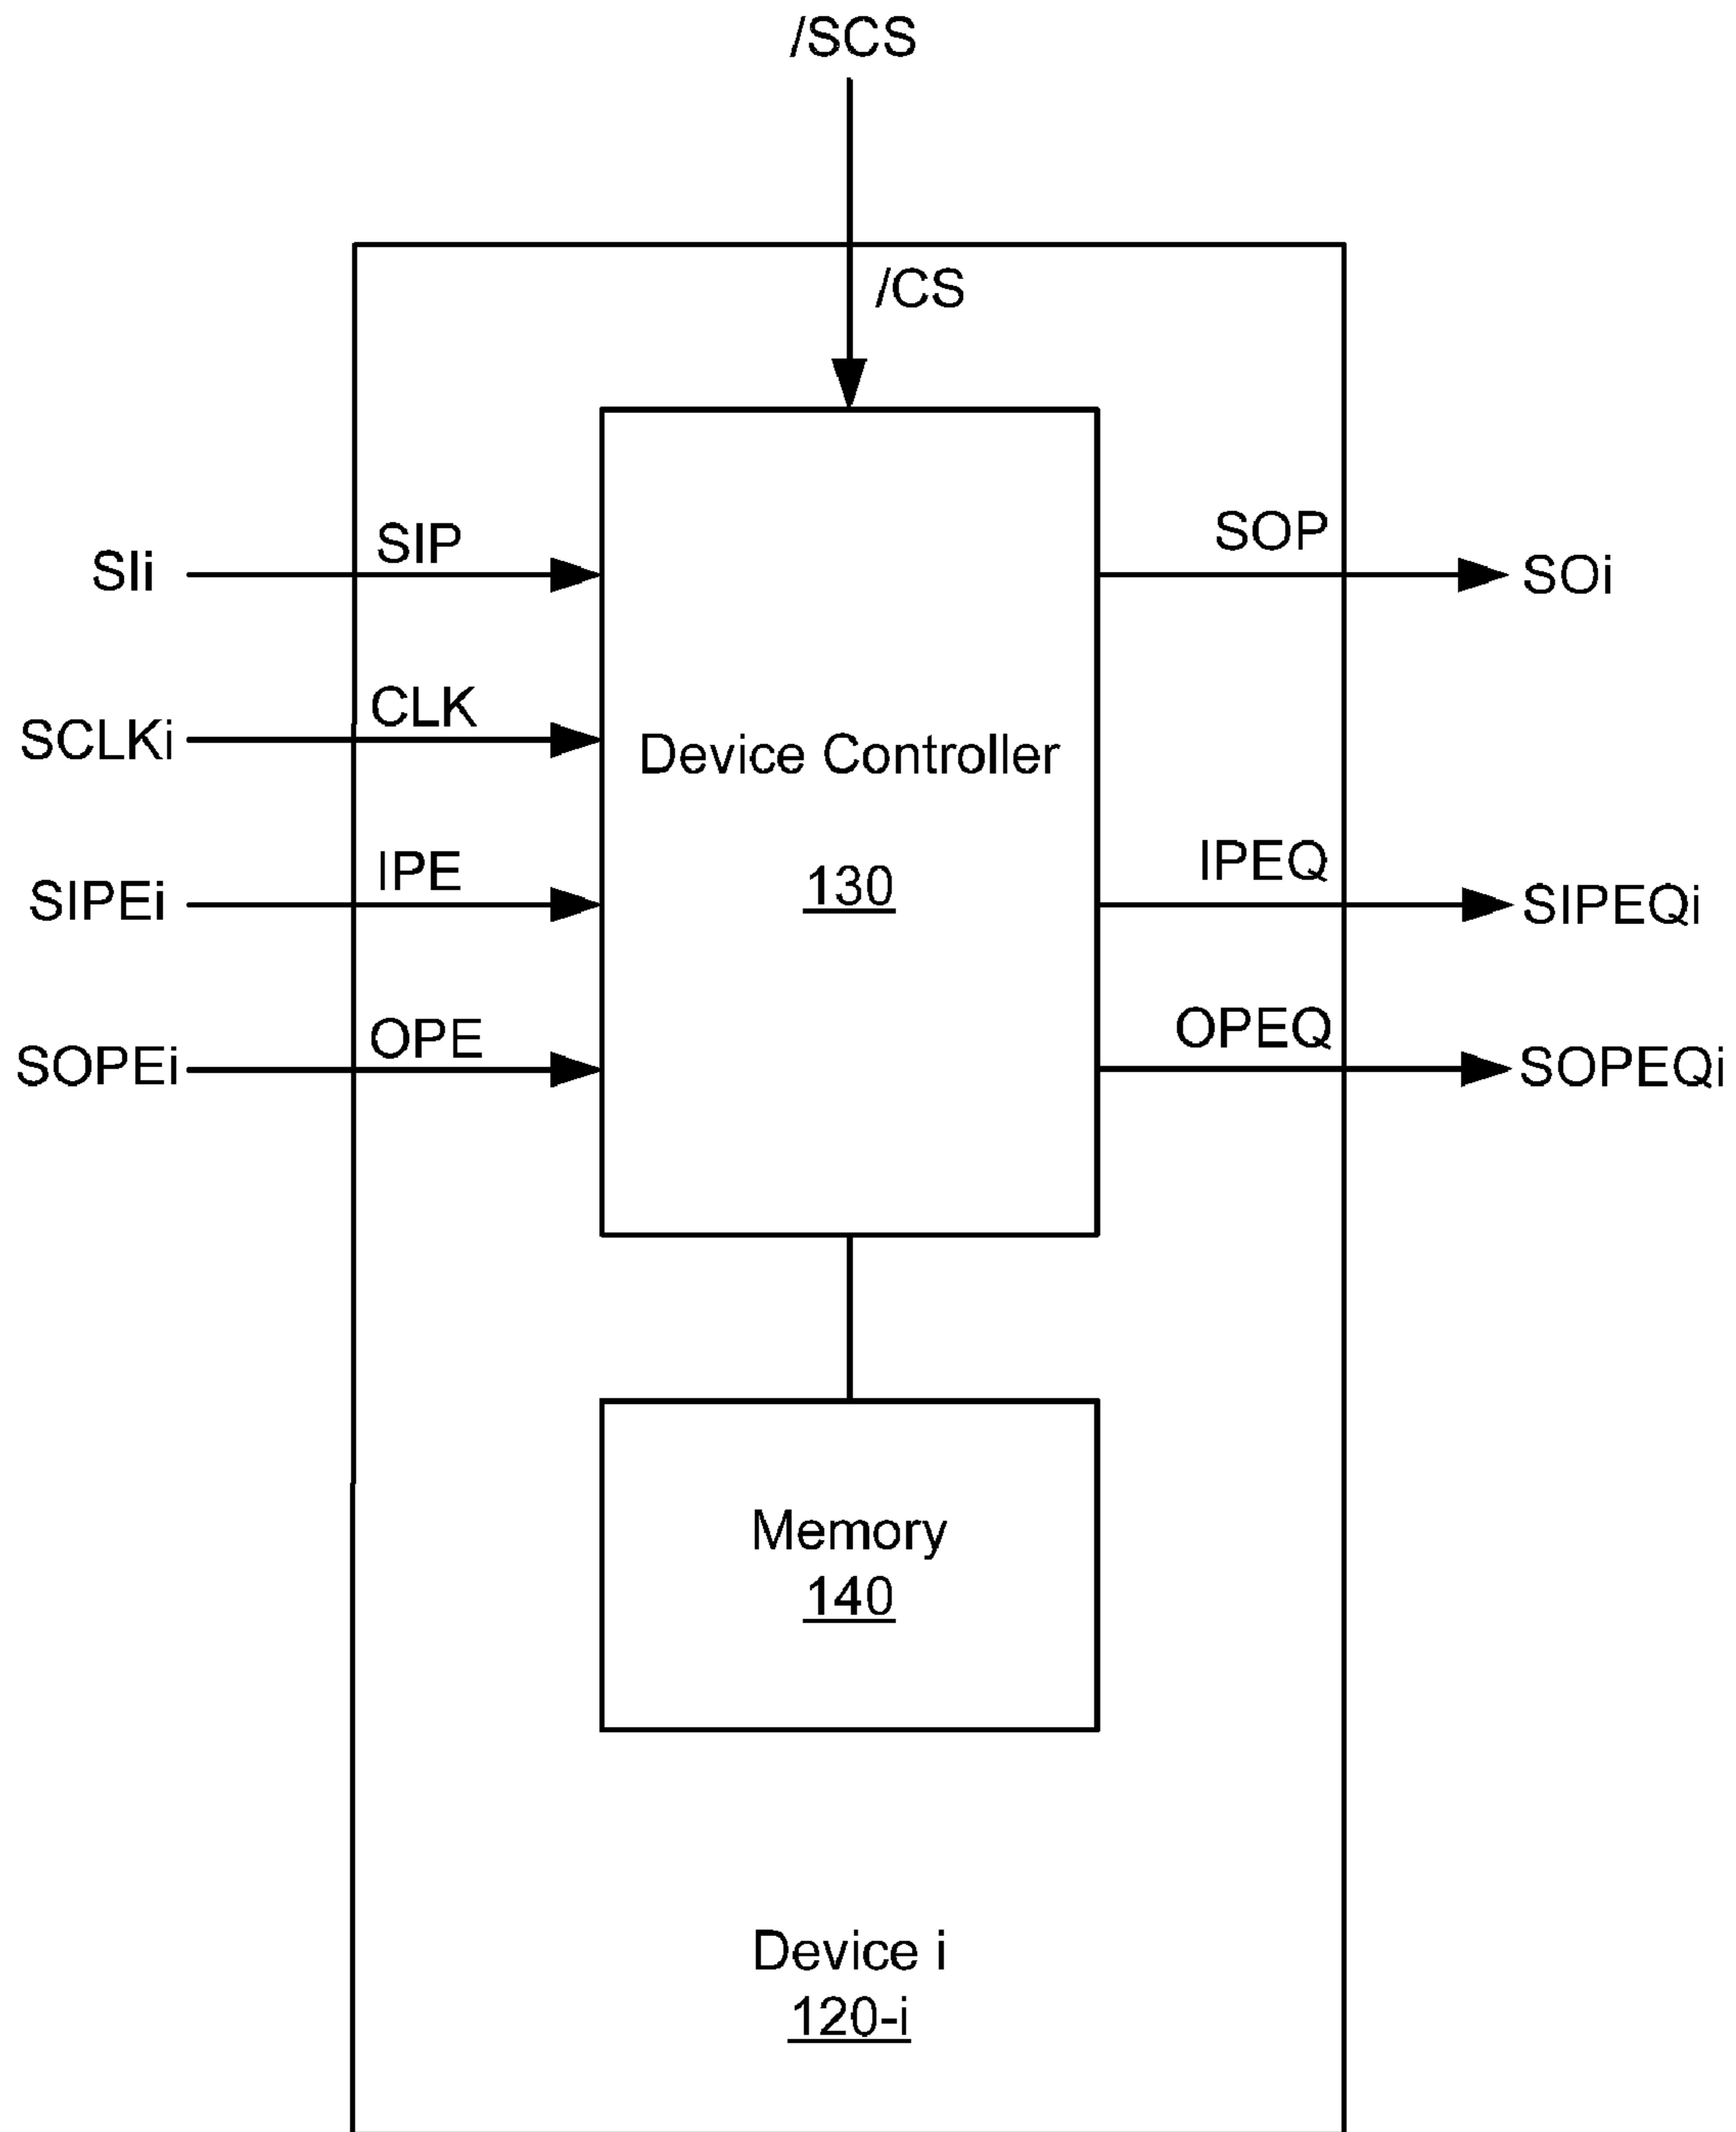 /SCS
/CS
SIi
SIP
SOP
SOi
SCLKi
CLK
Device Controller
130
SIPEi
IPE
IPEQ
SIPEQi
SOPEi
OPE
OPEQ
SOPEQi
Memory
140
Device i
120-i